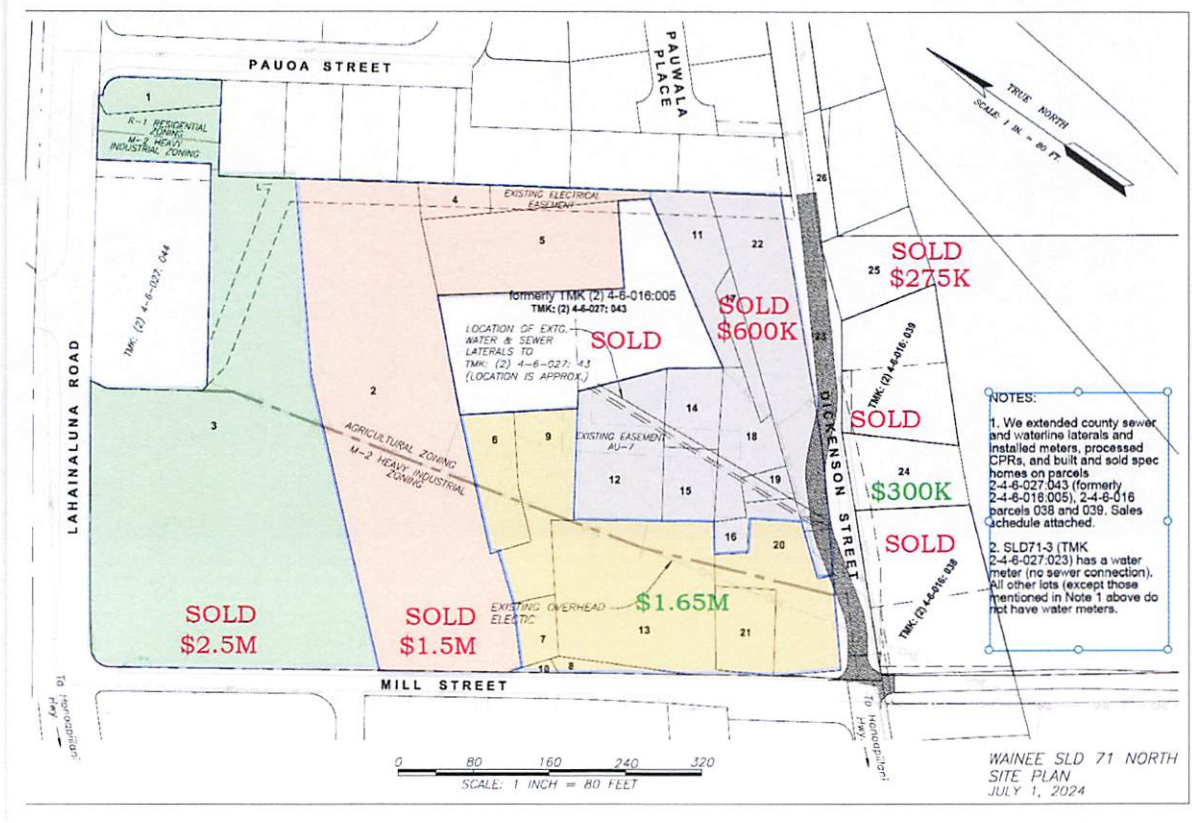 PAUOA STREET
PAUWALA
PLACE
TRUE NORTH
SCALE: 1 IN. = 80 FT.
1
R-1 RESIDENTIAL
ZONING
M-2 HEAVY
INDUSTRIAL ZONING
TMK: (2) 4-6-027: 044
LAHAINALUNA ROAD
4
EXISTING ELECTRICAL
EASEMENT
5
11
22
26
formerly TMK (2) 4-6-016:005
TMK: (2) 4-6-027: 043
LOCATION OF EXTG.
WATER & SEWER
LATERALS TO
TMK: (2) 4-6-027: 43
(LOCATION IS APPROX.)
SOLD
17
SOLD
$600K
23
25
SOLD
$275K
TMK: (2) 4-6-016: 039
SOLD
DICKENSON STREET
2
3
AGRICULTURAL ZONING
M-2 HEAVY INDUSTRIAL
ZONING
6
9
EXISTING EASEMENT
AU-7
14
18
12
15
19
16
20
24
$300K
SOLD
TMK: (2) 4-6-016: 038
SOLD
$2.5M
SOLD
$1.5M
EXISTING OVERHEAD
ELECTIC
$1.65M
7
13
21
10
8
MILL STREET
To Honoapiilani
Hwy.
To Honoapiilani
Hwy.
NOTES:
1. We extended county sewer
and waterline laterals and
installed meters, processed
CPRs, and built and sold spec
homes on parcels
2-4-6-027:043 (formerly
2-4-6-016:005), 2-4-6-016
parcels 038 and 039. Sales
schedule attached.
2. SLD71-3 (TMK
2-4-6-027:023) has a water
meter (no sewer connection).
All other lots (except those
mentioned in Note 1 above do
not have water meters.
0 80 160 240 320
SCALE: 1 INCH = 80 FEET
WAINEE SLD 71 NORTH
SITE PLAN
JULY 1, 2024